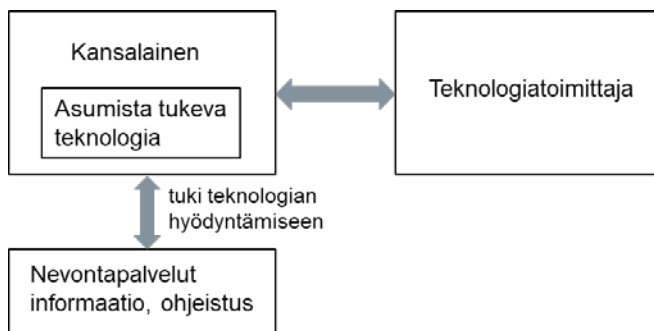 Kansalainen
Asumista tukeva
teknologia
Teknologiatoimittaja
tuki teknologian
hyödyntämiseen
Nevontapalvelut
informaatio, ohjeistus